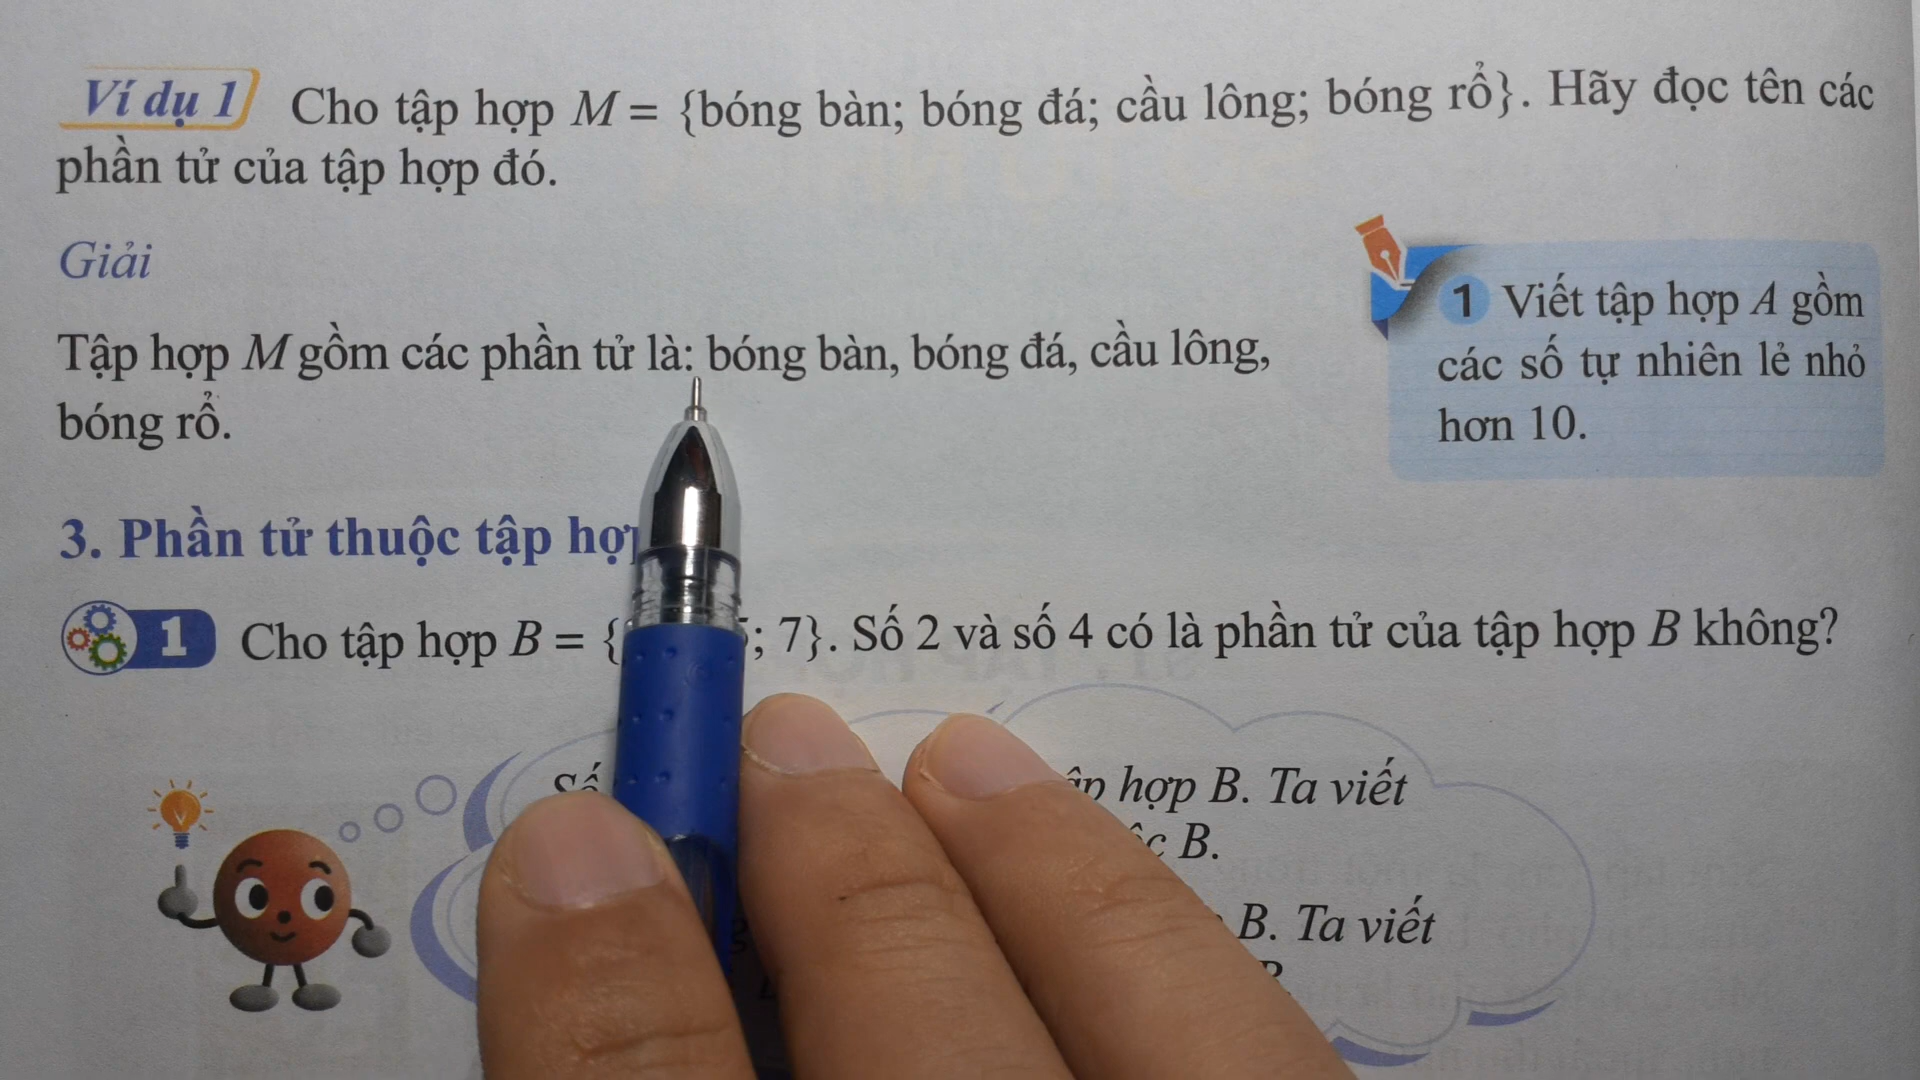 Ví dụ 1 Cho tập hợp M = {bóng bàn; bóng đá; cầu lông; bóng rổ}. Hãy đọc tên các
phần tử của tập hợp đó.
Giải
Tập hợp M gồm các phần tử là: bóng bàn, bóng đá, cầu lông,
bóng rổ.
1 Viết tập hợp A gồm
các số tự nhiên lẻ nhỏ
hơn 10.
3. Phần tử thuộc tập
1 Cho tập hợp B = { ; 7}. Số 2 và số 4 có là phần tử của tập hợp B không?
Số hợp B. Ta viết
B.
B. Ta viết